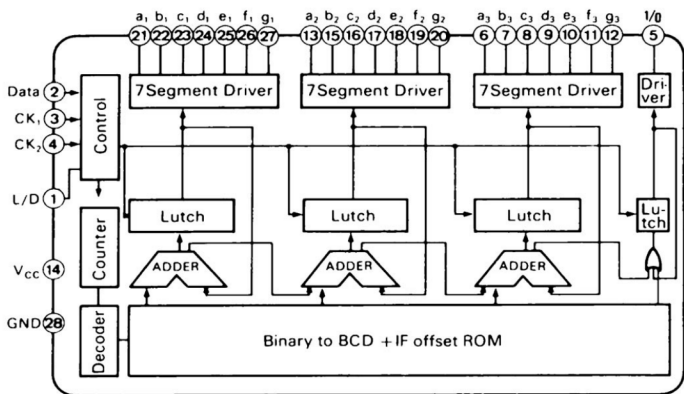 a₁ b₁ c₁ d₁ e₁ f₁ g₁ a₂ b₂ c₂ d₂ e₂ f₂ g₂ a₃ b₃ c₃ d₃ e₃ f₃ g₃ 1/0
21 22 23 24 25 26 27 13 15 16 17 18 19 20 6 7 8 9 10 11 12 5
7Segment Driver 7Segment Driver 7Segment Driver Dri-
ver
Data 2
CK₁ 3
CK₂ 4
Control
L/D
1
Lutch Lutch Lutch Lu-
tch
Counter
VCC 14
ADDER ADDER ADDER
GND 28
Decoder
Binary to BCD + IF offset ROM